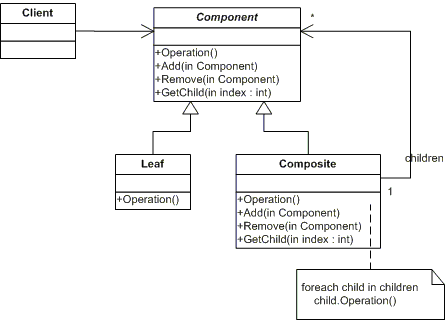 Client
Component
*
+Operation()
+Add(in Component)
+Remove(in Component)
+GetChild(in index : int)
children
Leaf
Composite
1
+Operation()
+Operation()
+Add(in Component)
+Remove(in Component)
+GetChild(in index : int)
foreach child in children
child.Operation()